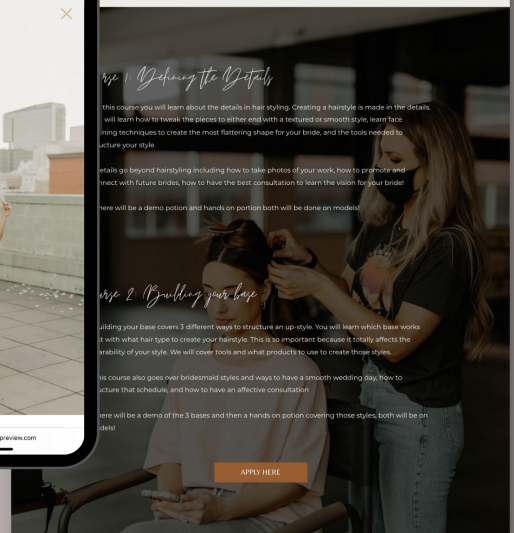 rse 1: Defining the Details
this course you will learn about the details in hair styling. Creating a hairstyle is made in the details.
will learn how to tweak the pieces to either end with a textured or smooth style, learn face
ning techniques to create the most flattering shape for your bride, and the tools needed to
ucture your style.
etails go beyond hairstyling including how to take photos of your work, how to promote and
nnect with future brides, how to have the best consultation to learn the vision for your bride!
here will be a demo potion and hands on portion both will be done on models!
rse 2: Building your base
uilding your base covers 3 different ways to structure an up-style. You will learn which base works
st with what hair type to create your hairstyle. This is so important because it totally affects the
arability of your style. We will cover tools and what products to use to create those styles.
his course also goes over bridesmaid styles and ways to have a smooth wedding day, how to
ucture that schedule, and how to have an affective consultation
here will be a demo of the 3 bases and then a hands on potion covering those styles, both will be on
dels!
preview.com
APPLY HERE